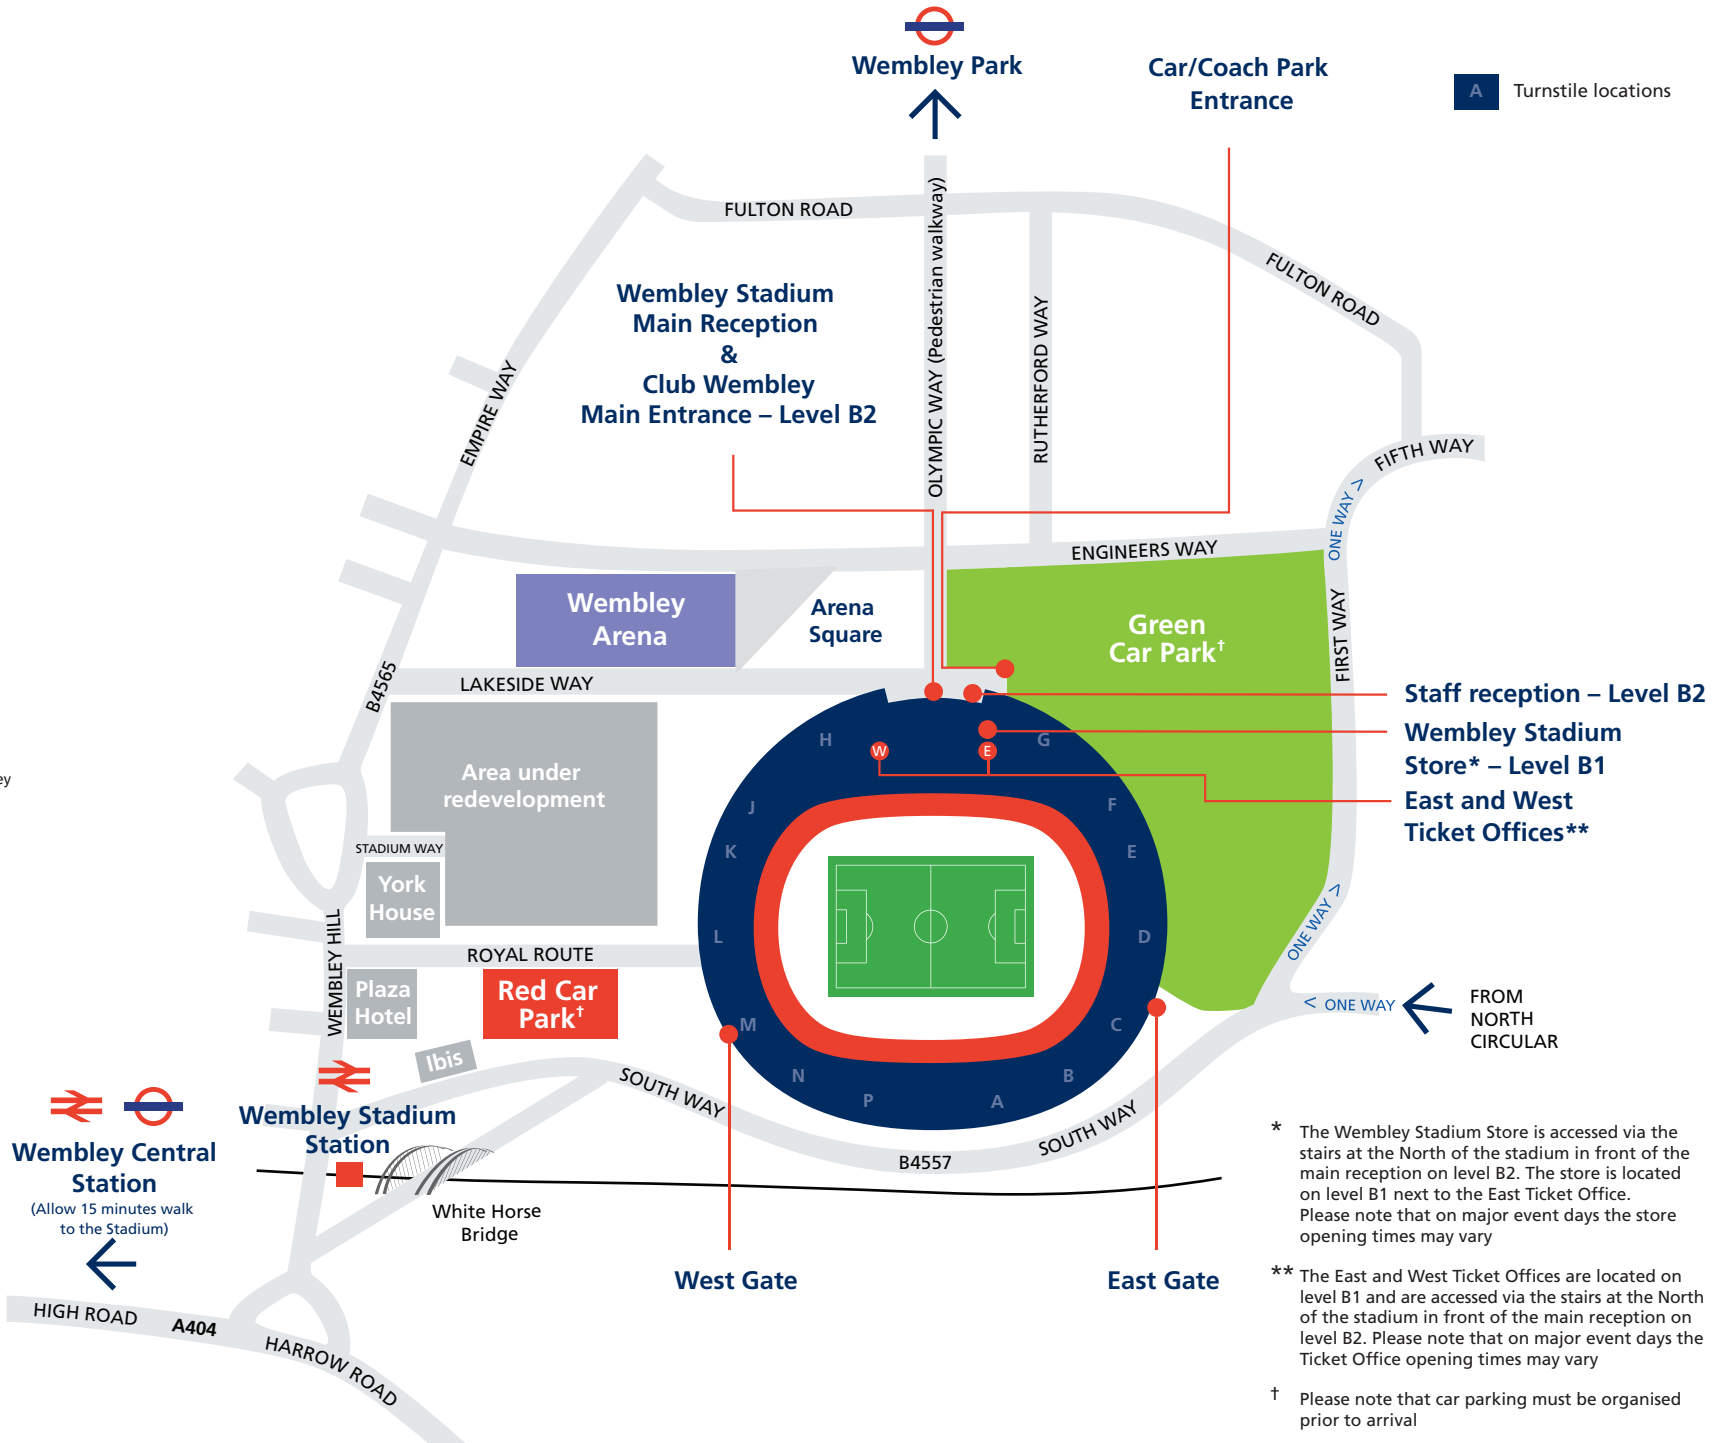 Wembley Park
Car/Coach Park
Entrance
A
Turnstile locations
FULTON ROAD
FULTON ROAD
OLYMPIC WAY (Pedestrian walkway)
RUTHERFORD WAY
EMPIRE WAY
Wembley Stadium
Main Reception
&
Club Wembley
Main Entrance – Level B2
FIFTH WAY
ONE WAY >
ENGINEERS WAY
FIRST WAY
Wembley
Arena
Arena
Square
Green
Car Park†
B4565
LAKESIDE WAY
Staff reception – Level B2
Wembley Stadium
Store* – Level B1
East and West
Ticket Offices**
H
W
E
G
J
F
K
E
L
D
M
C
N
B
P
A
ey
Area under
redevelopment
STADIUM WAY
York
House
WEMBLEY HILL
ROYAL ROUTE
Plaza
Hotel
Red Car
Park†
Ibis
ONE WAY >
< ONE WAY
FROM
NORTH
CIRCULAR
SOUTH WAY
SOUTH WAY
B4557
Wembley Stadium
Station
Wembley Central
Station
(Allow 15 minutes walk
to the Stadium)
White Horse
Bridge
West Gate
East Gate
HIGH ROAD
A404
HARROW ROAD
* The Wembley Stadium Store is accessed via the
stairs at the North of the stadium in front of the
main reception on level B2. The store is located
on level B1 next to the East Ticket Office.
Please note that on major event days the store
opening times may vary
** The East and West Ticket Offices are located on
level B1 and are accessed via the stairs at the North
of the stadium in front of the main reception on
level B2. Please note that on major event days the
Ticket Office opening times may vary
† Please note that car parking must be organised
prior to arrival